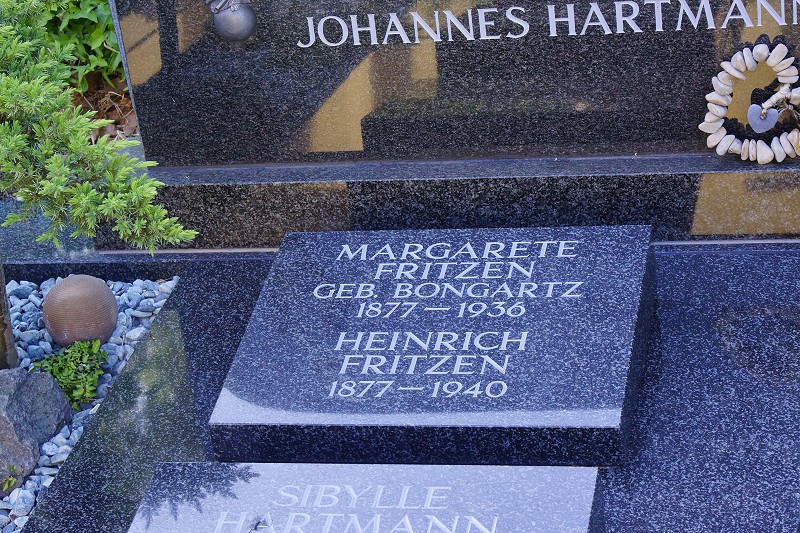 JOHANNES HARTMANN
MARGARETE
FRITZEN
GEB. BONGARTZ
1877—1936
HEINRICH
FRITZEN
1877—1940
SIBYLLE
HARTMANN